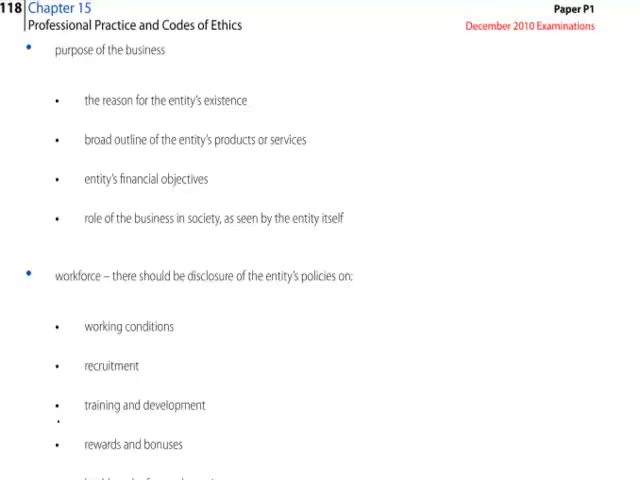 118 Chapter 15 Paper P1
Professional Practice and Codes of Ethics December 2010 Examinations
• purpose of the business
• the reason for the entity's existence
• broad outline of the entity's products or services
• entity's financial objectives
• role of the business in society, as seen by the entity itself
• workforce – there should be disclosure of the entity's policies on:
• working conditions
• recruitment
• training and development
•
• rewards and bonuses